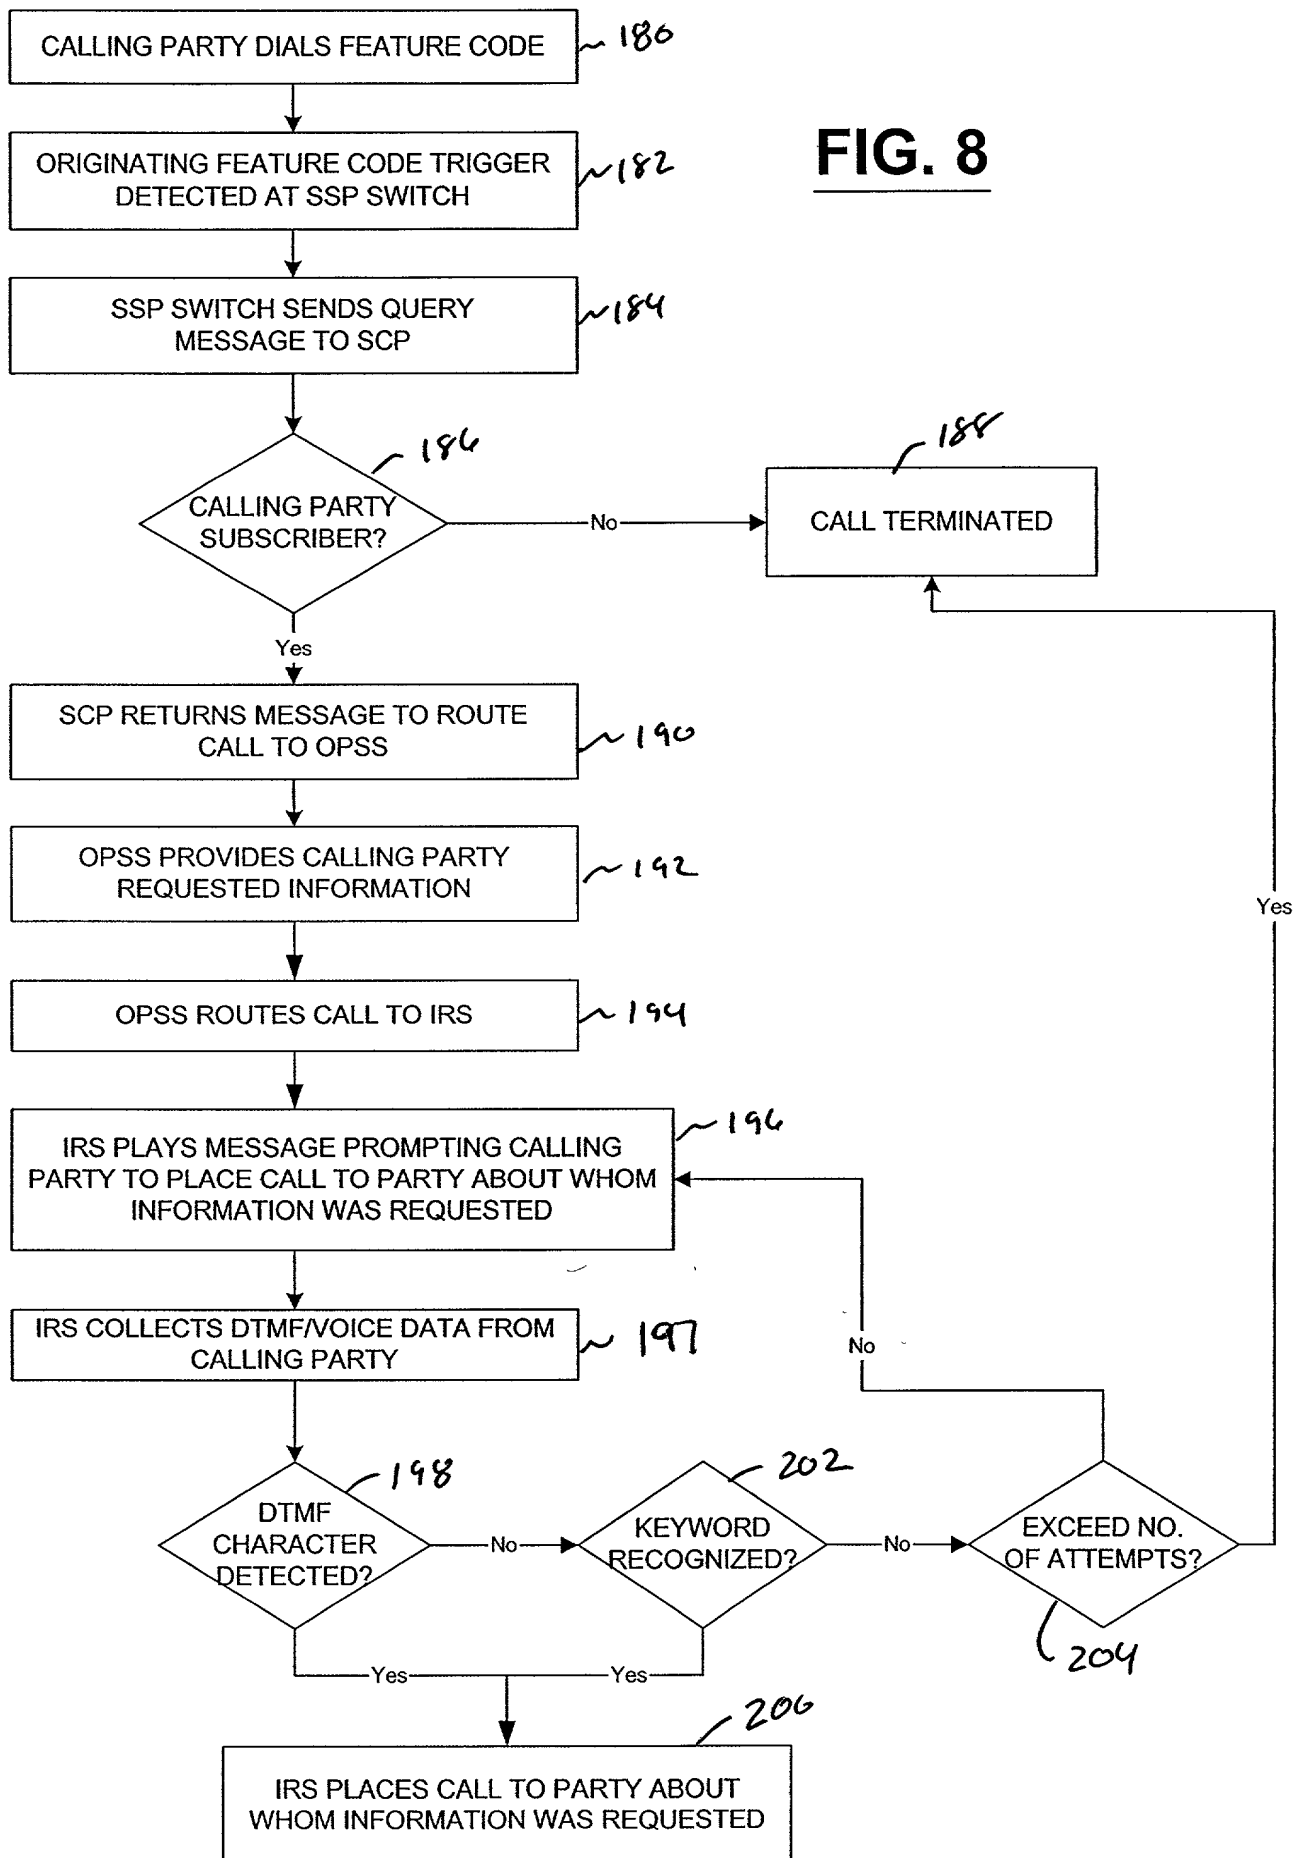 CALLING PARTY DIALS FEATURE CODE
180
FIG. 8
ORIGINATING FEATURE CODE TRIGGER
DETECTED AT SSP SWITCH
182
SSP SWITCH SENDS QUERY
MESSAGE TO SCP
184
186
CALLING PARTY
SUBSCRIBER?
No
188
CALL TERMINATED
Yes
SCP RETURNS MESSAGE TO ROUTE
CALL TO OPSS
190
OPSS PROVIDES CALLING PARTY
REQUESTED INFORMATION
192
Yes
OPSS ROUTES CALL TO IRS
194
IRS PLAYS MESSAGE PROMPTING CALLING
PARTY TO PLACE CALL TO PARTY ABOUT WHOM
INFORMATION WAS REQUESTED
196
IRS COLLECTS DTMF/VOICE DATA FROM
CALLING PARTY
197
No
198
DTMF
CHARACTER
DETECTED?
No
202
KEYWORD
RECOGNIZED?
No
EXCEED NO.
OF ATTEMPTS?
204
Yes
Yes
206
IRS PLACES CALL TO PARTY ABOUT
WHOM INFORMATION WAS REQUESTED